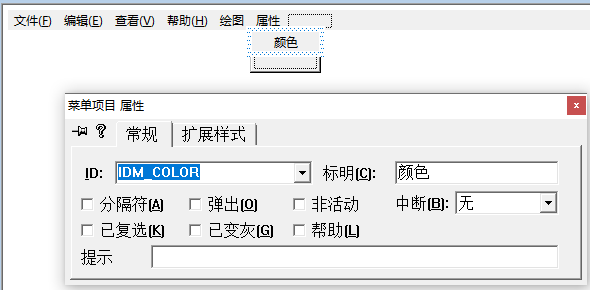 文件(F) 编辑(E) 查看(V) 帮助(H) 绘图 属性
颜色
菜单项目 属性
常规 扩展样式
ID: IDM_COLOR 标明(C): 颜色
分隔符(A) 弹出(O) 非活动 中断(B): 无
已复选(K) 已变灰(G) 帮助(L)
提示